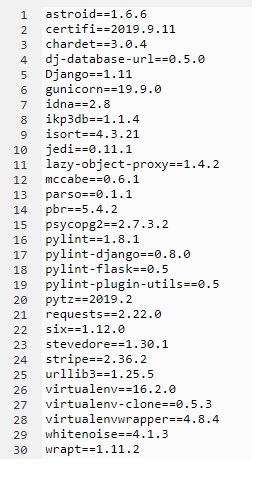 1 astroid==1.6.6
2 certifi==2019.9.11
3 chardet==3.0.4
4 dj-database-url==0.5.0
5 Django==1.11
6 gunicorn==19.9.0
7 idna==2.8
8 ikp3db==1.1.4
9 isort==4.3.21
10 jedi==0.11.1
11 lazy-object-proxy==1.4.2
12 mccabe==0.6.1
13 parso==0.1.1
14 pbr==5.4.2
15 psycopg2==2.7.3.2
16 pylint==1.8.1
17 pylint-django==0.8.0
18 pylint-flask==0.5
19 pylint-plugin-utils==0.5
20 pytz==2019.2
21 requests==2.22.0
22 six==1.12.0
23 stevedore==1.30.1
24 stripe==2.36.2
25 urllib3==1.25.5
26 virtualenv==16.2.0
27 virtualenv-clone==0.5.3
28 virtualenvwrapper==4.8.4
29 whitenoise==4.1.3
30 wrapt==1.11.2